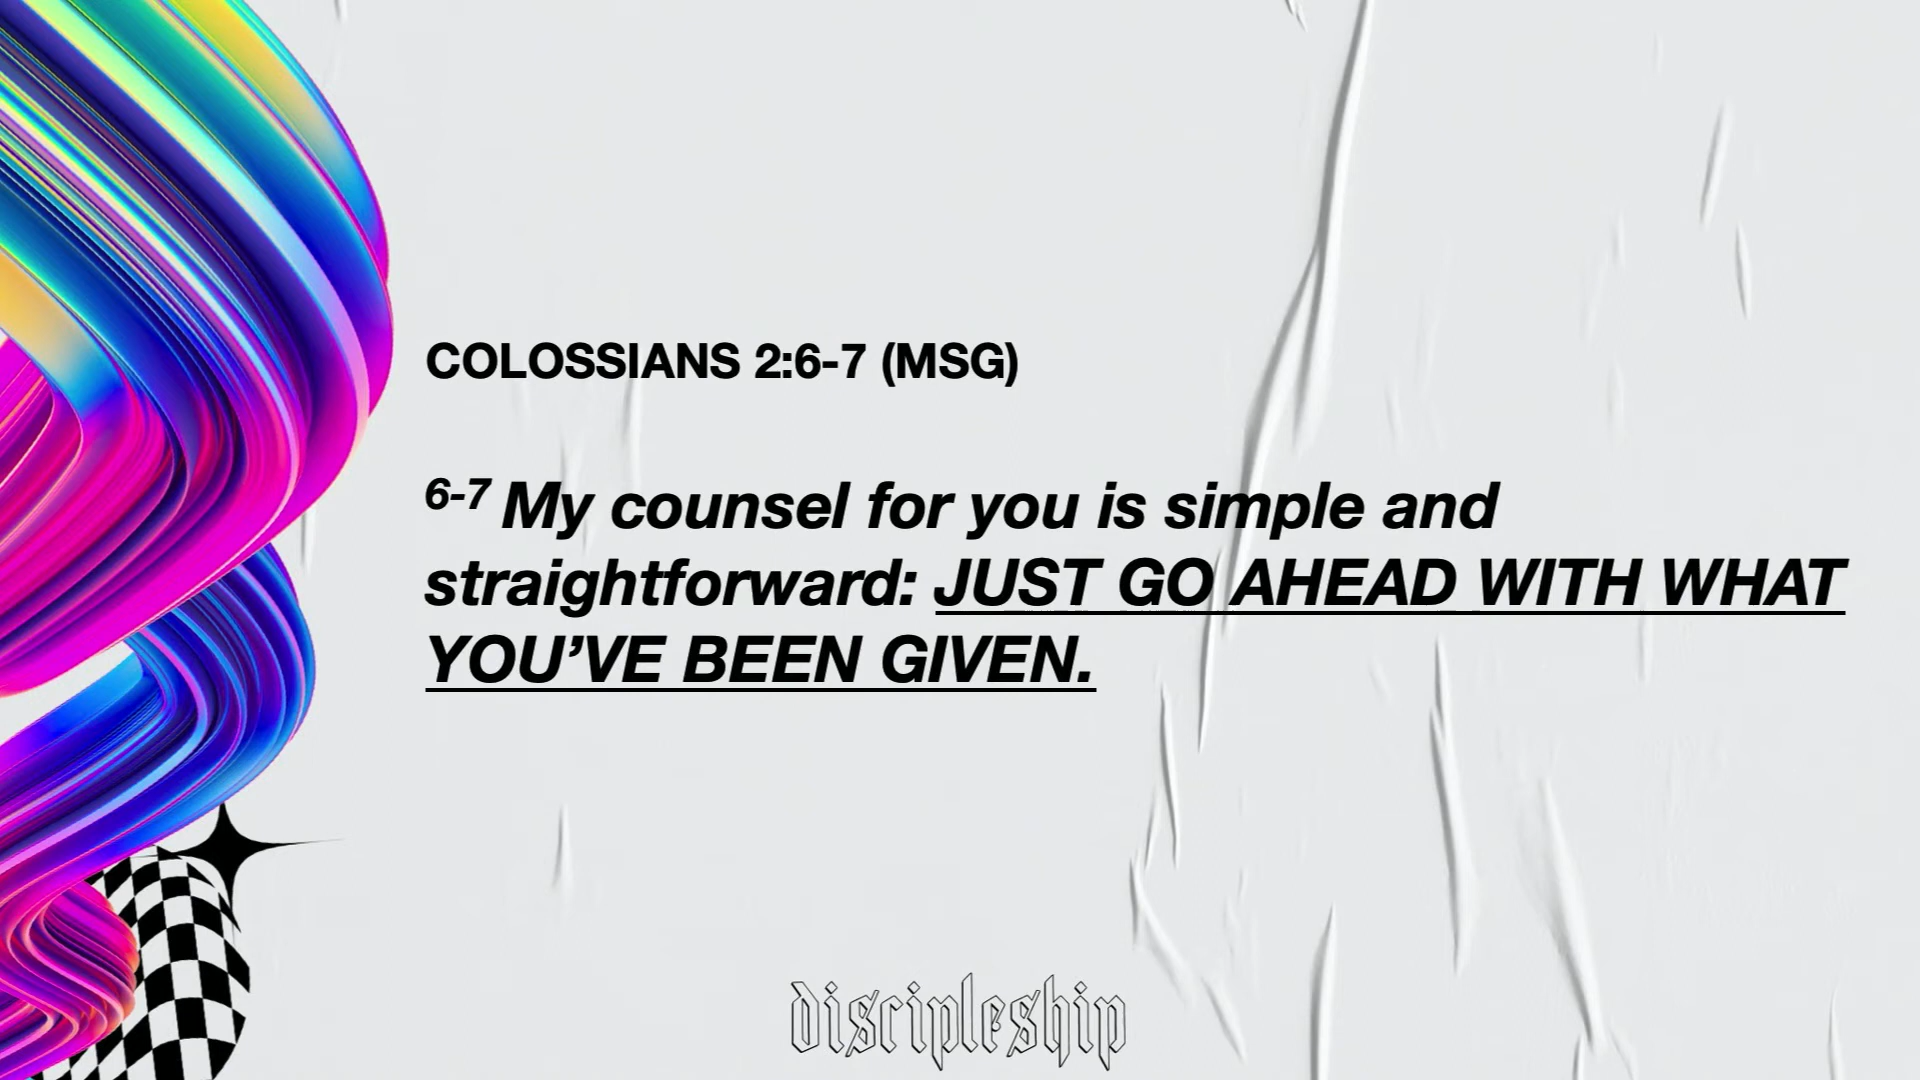 COLOSSIANS 2:6-7 (MSG)
6-7 My counsel for you is simple and
straightforward: JUST GO AHEAD WITH WHAT
YOU’VE BEEN GIVEN.
discipleship